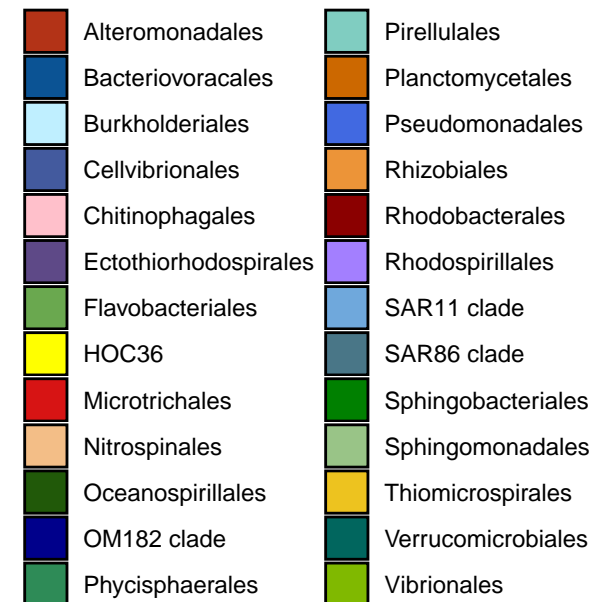 Alteromonadales
Bacteriovoracales
Burkholderiales
Cellvibrionales
Chitinophagales
Ectothiorhodospirales
Flavobacteriales
HOC36
Microtrichales
Nitrospinales
Oceanospirillales
OM182 clade
Phycisphaerales
Pirellulales
Planctomycetales
Pseudomonadales
Rhizobiales
Rhodobacterales
Rhodospirillales
SAR11 clade
SAR86 clade
Sphingobacteriales
Sphingomonadales
Thiomicrospirales
Verrucomicrobiales
Vibrionales